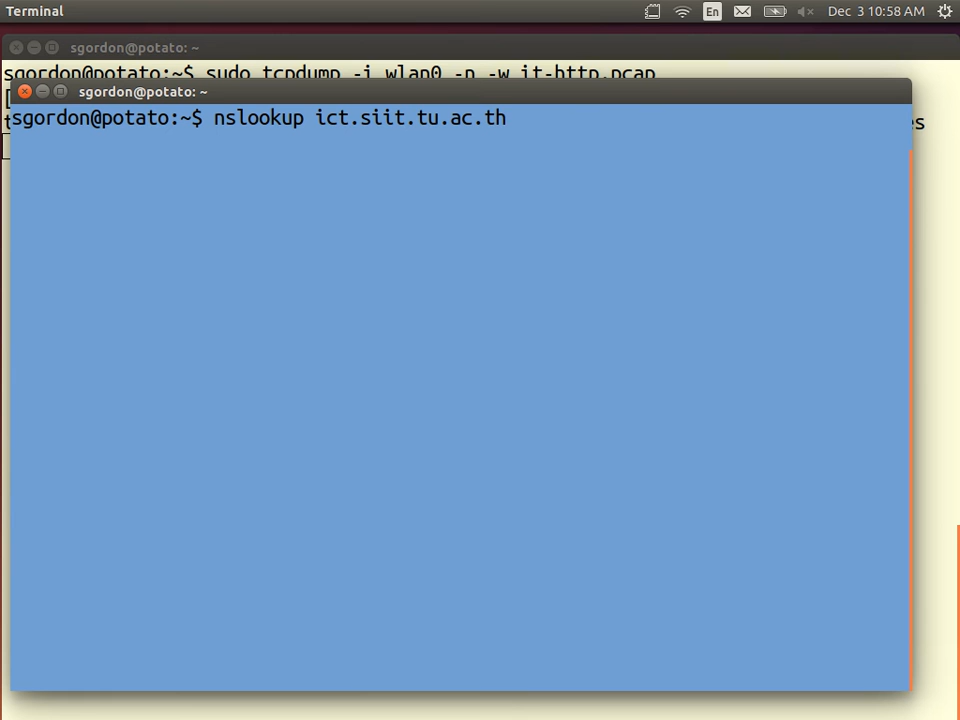 Terminal
En
Dec 3 10:58 AM
sgordon@potato: ~
sgordon@potato:~$ sudo tcpdump -i wlan0 -n -w it-http.pcap
sgordon@potato: ~
sgordon@potato:~$ nslookup ict.siit.tu.ac.th